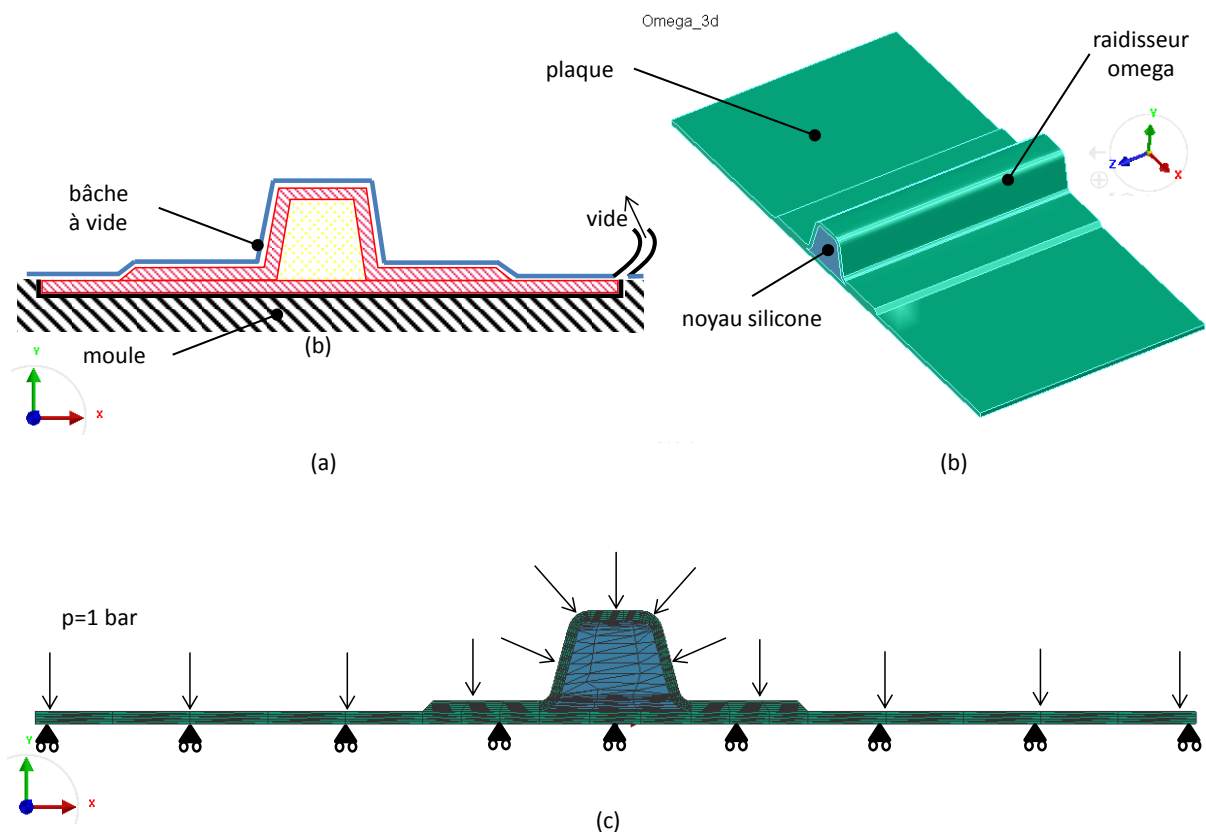 Omega_3d
plaque
raidisseur
omega
Y
Z
X
bâche
à vide
vide
noyau silicone
moule
(b)
Y
X
(a)
(b)
p=1 bar
Y
X
(c)